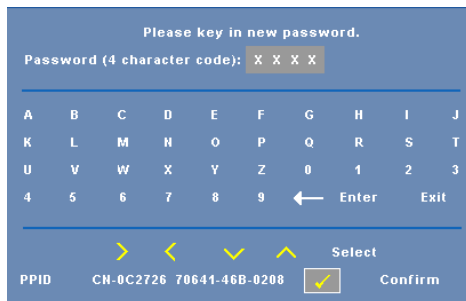 Please key in new password.
Password (4 character code): X X X X
A B C D E F G H I J
K L M N O P Q R S T
U V W X Y Z 0 1 2 3
4 5 6 7 8 9 ← Enter Exit
Select
PPID CN-0C2726 70641-46B-0208 ✓ Confirm